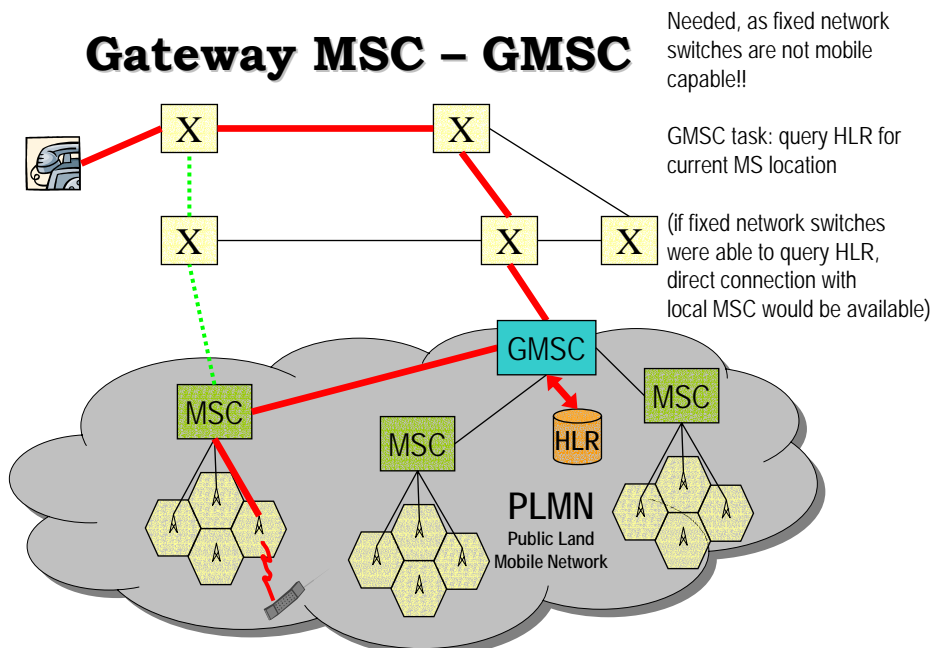 Gateway MSC – GMSC
Needed, as fixed network
switches are not mobile
capable!!
GMSC task: query HLR for
current MS location
(if fixed network switches
were able to query HLR,
direct connection with
local MSC would be available)
X
X
X
X
X
GMSC
MSC
MSC
MSC
HLR
PLMN
Public Land
Mobile Network